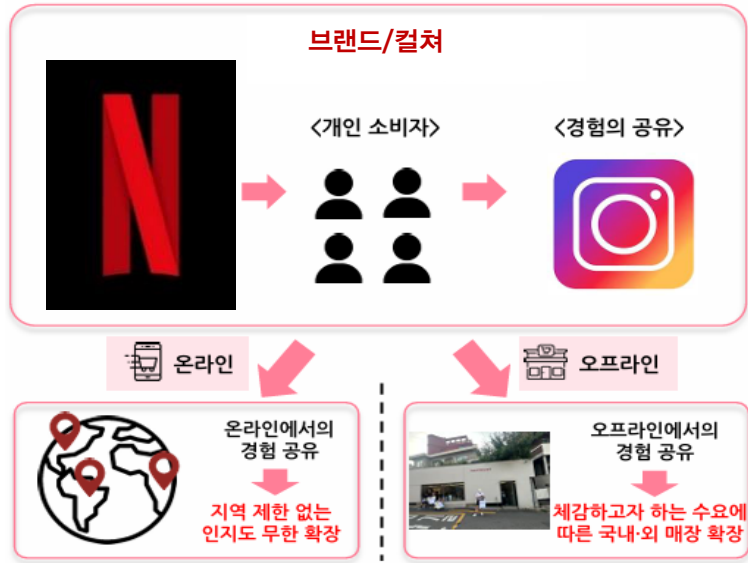 브랜드/컬쳐
<개인 소비자>
<경험의 공유>
온라인
오프라인
온라인에서의
경험 공유
지역 제한 없는
인지도 무한 확장
오프라인에서의
경험 공유
체감하고자 하는 수요에
따른 국내·외 매장 확장